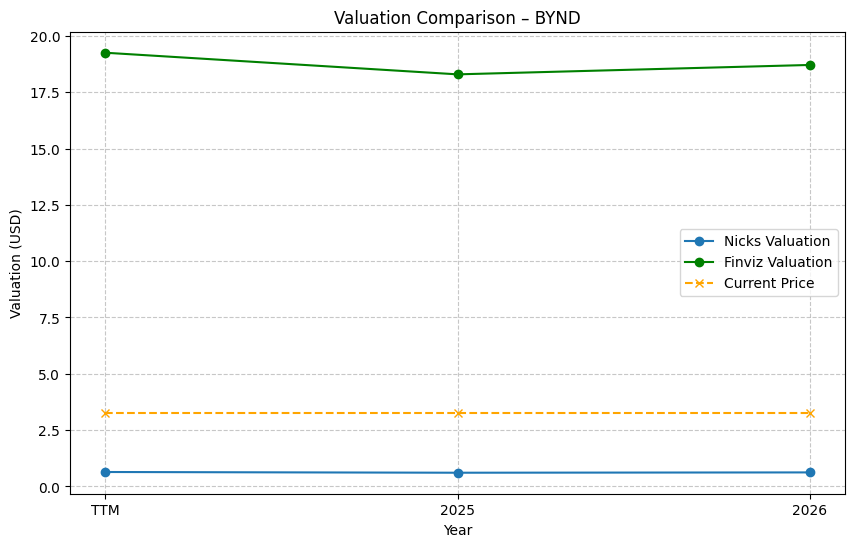 Valuation Comparison – BYND
Valuation (USD)
20.0
17.5
15.0
12.5
10.0
7.5
5.0
2.5
0.0
Nicks Valuation
Finviz Valuation
Current Price
TTM
2025
2026
Year